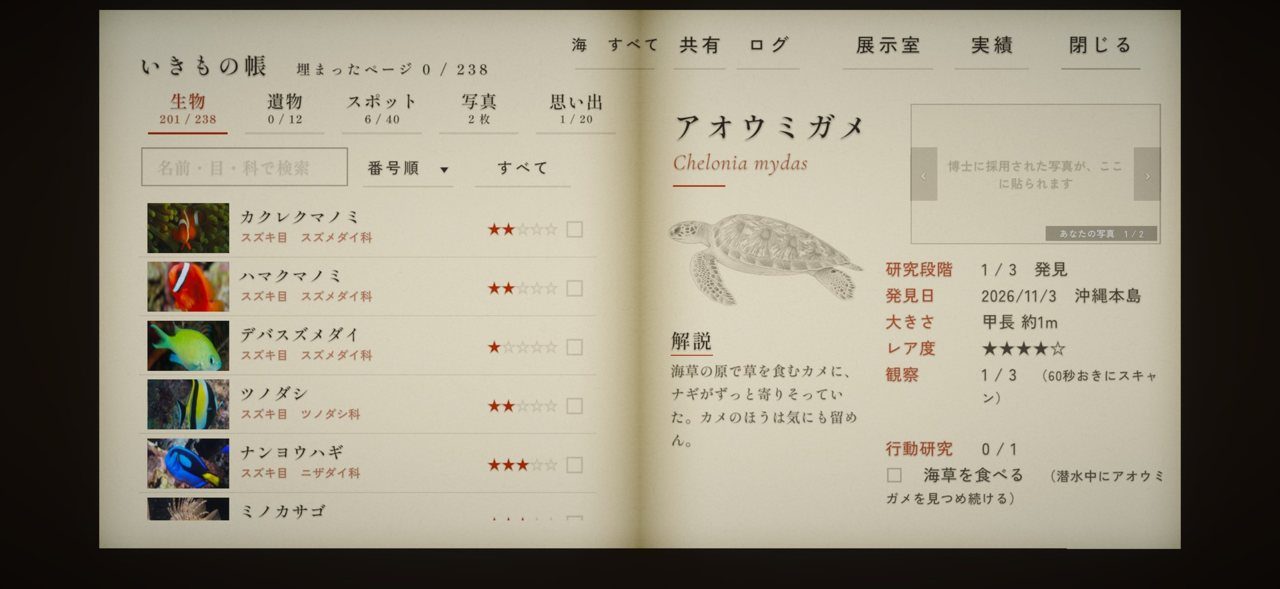 海 すべて 共有 ログ 展示室 実績 閉じる
いきもの帳 埋まったページ 0 / 238
生物 遺物 スポット 写真 思い出
201 / 238 0 / 12 6 / 40 2 枚 1 / 20
名前・目・科で検索 番号順 ▼ すべて
カクレクマノミ
スズキ目 スズメダイ科
★★☆☆☆
ハマクマノミ
スズキ目 スズメダイ科
★★☆☆☆
デバスズメダイ
スズキ目 スズメダイ科
★☆☆☆☆
ツノダシ
スズキ目 ツノダシ科
★★☆☆☆
ナンヨウハギ
スズキ目 ニザダイ科
★★★☆☆
ミノカサゴ
アオウミガメ
Chelonia mydas
解説
海草の原で草を食むカメに、
ナギがずっと寄りそってい
た。カメのほうは気にも留め
ん。
‹ 博士に採用された写真が、ここ ›
に貼られます
あなたの写真 1 / 2
研究段階 1 / 3 発見
発見日 2026/11/3 沖縄本島
大きさ 甲長 約1m
レア度 ★★★★☆
観察 1 / 3 (60秒おきにスキャ
ン)
行動研究 0 / 1
☐ 海草を食べる (潜水中にアオウミ
ガメを見つめ続ける)